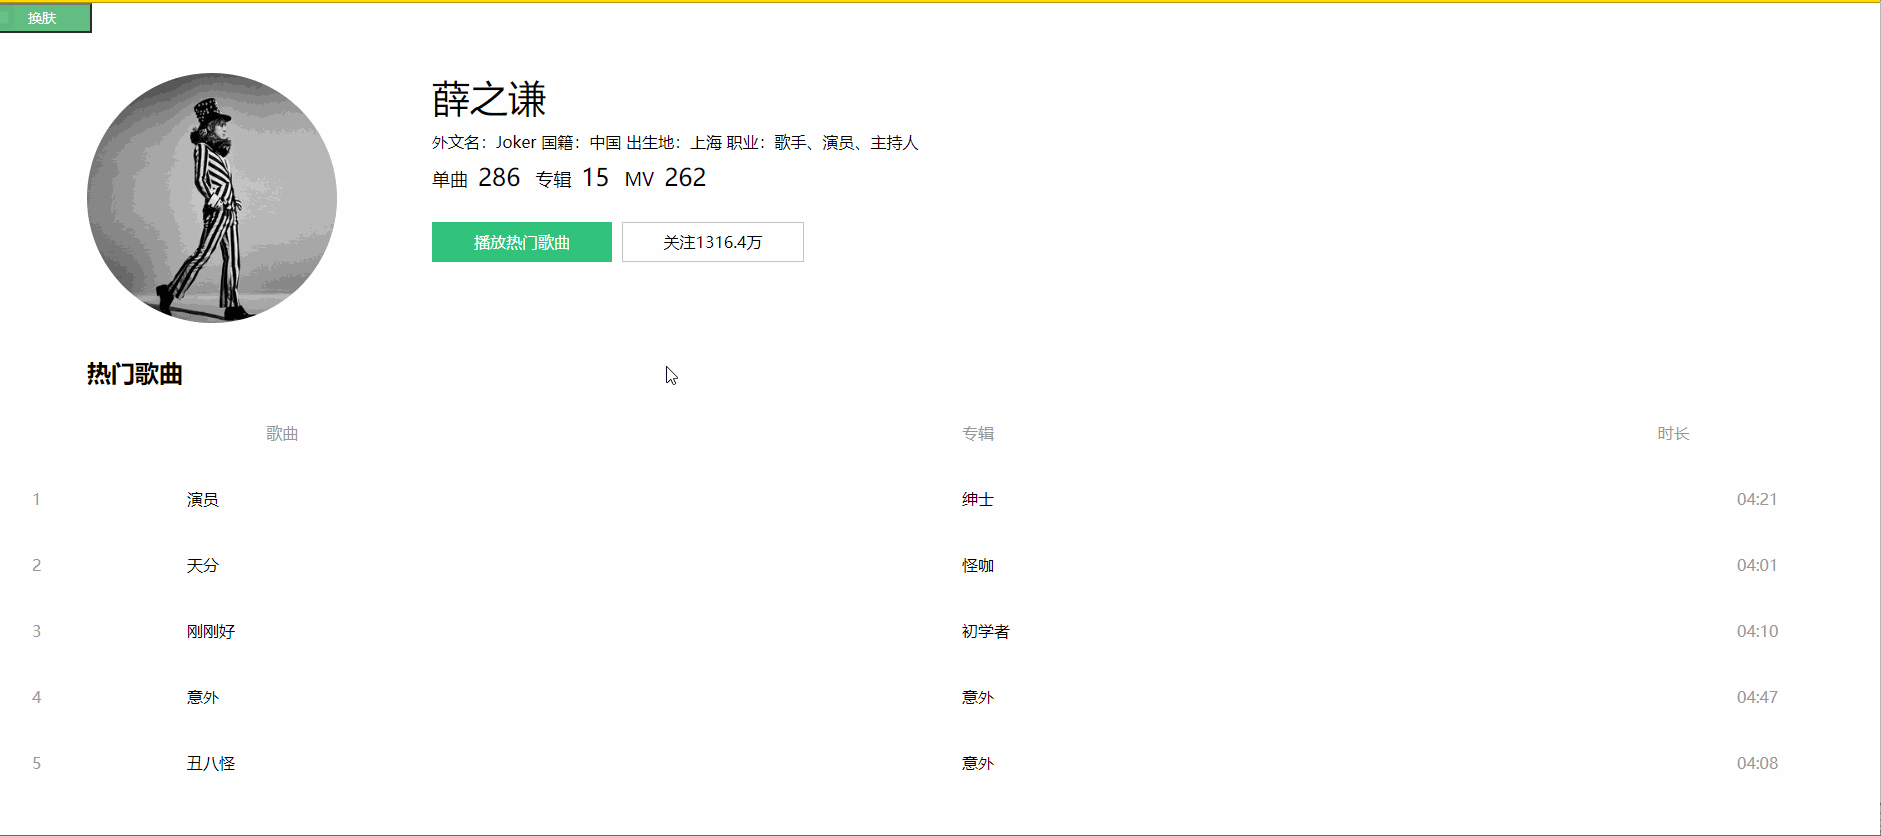 换肤
薛之谦
外文名：Joker 国籍：中国 出生地：上海 职业：歌手、演员、主持人
单曲 286 专辑 15 MV 262
播放热门歌曲 关注1316.4万
热门歌曲
歌曲 专辑 时长
1 演员 绅士 04:21
2 天分 怪咖 04:01
3 刚刚好 初学者 04:10
4 意外 意外 04:47
5 丑八怪 意外 04:08